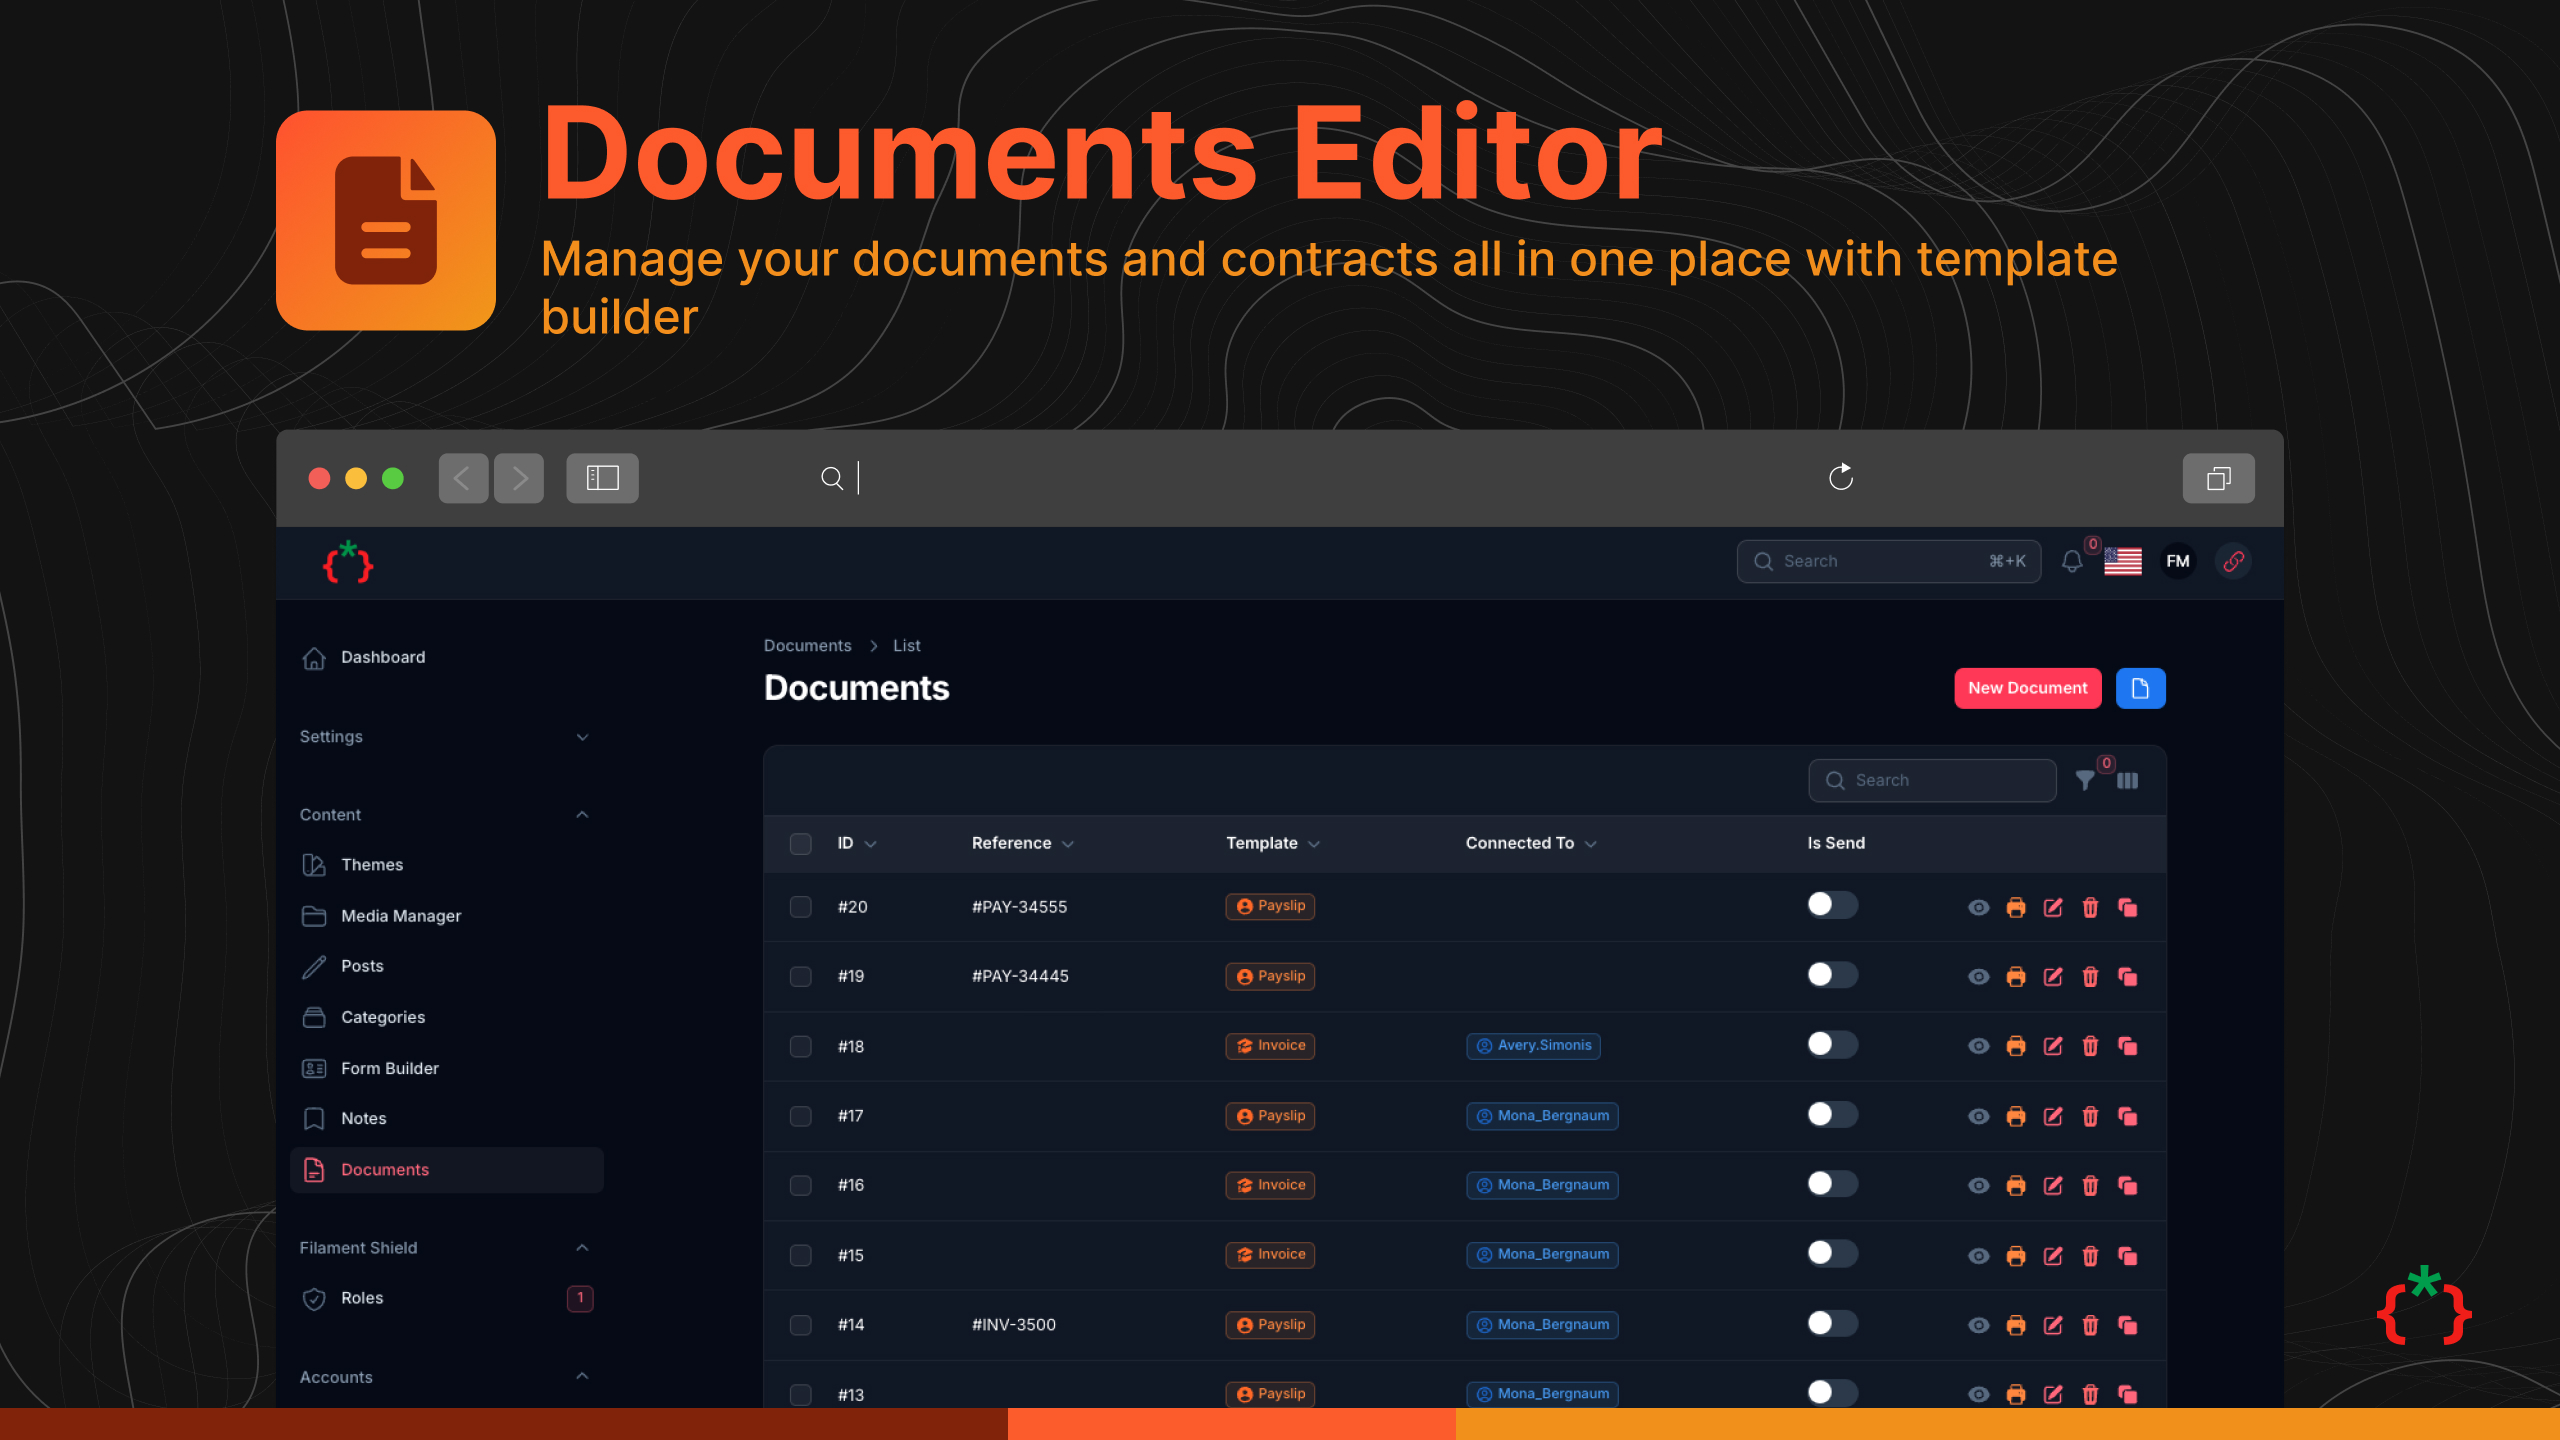 Documents Editor
Manage your documents and contracts all in one place with template
builder
{*}
Search ⌘+K 0 FM
Dashboard
Settings
Content
Themes
Media Manager
Posts
Categories
Form Builder
Notes
Documents
Filament Shield
Roles 1
Accounts
Documents > List
Documents
New Document
Search 0
ID Reference Template Connected To Is Send
#20 #PAY-34555 Payslip
#19 #PAY-34445 Payslip
#18 Invoice Avery.Simonis
#17 Payslip Mona_Bergnaum
#16 Invoice Mona_Bergnaum
#15 Invoice Mona_Bergnaum
#14 #INV-3500 Payslip Mona_Bergnaum
#13 Payslip Mona_Bergnaum
{*}